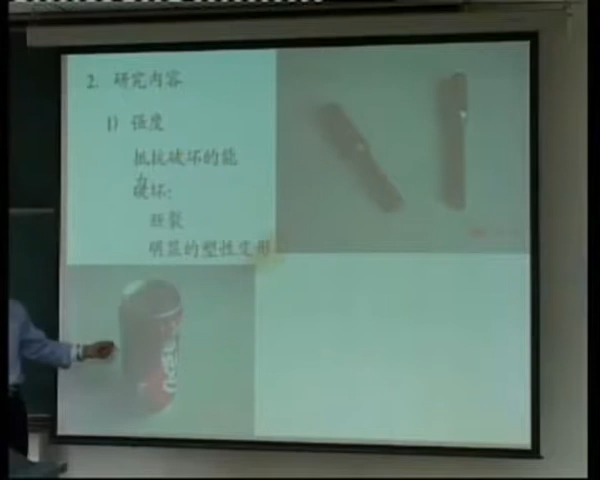 2. 研究内容
1) 强度
抵抗破坏的能
力
破坏:
断裂
明显的塑性变形